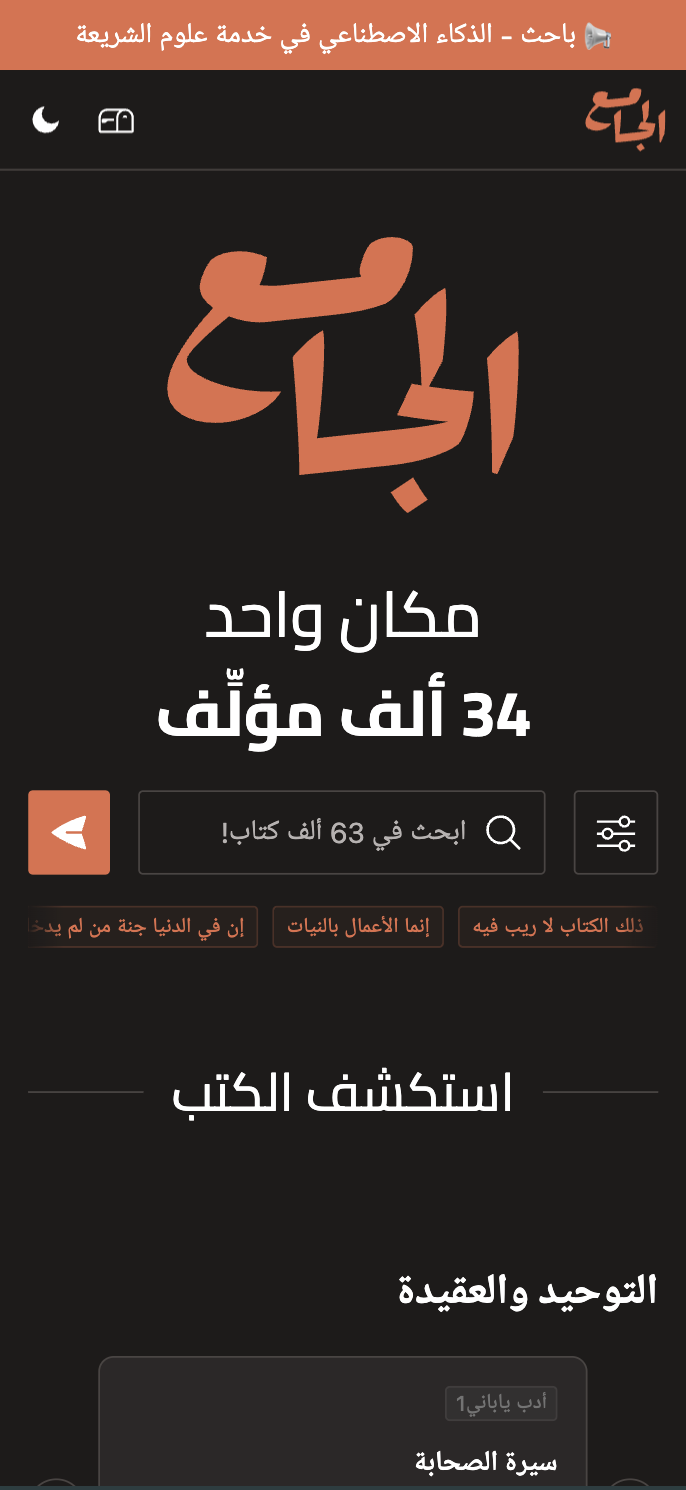 باحث - الذكاء الاصطناعي في خدمة علوم الشريعة
الجامع
الجامع
مكان واحد
34 ألف مؤلِّف
ابحث في 63 ألف كتاب!
ذلك الكتاب لا ريب فيه
إنما الأعمال بالنيات
إن في الدنيا جنة من لم
استكشف الكتب
التوحيد والعقيدة
أدب ياباني1
سيرة الصحابة